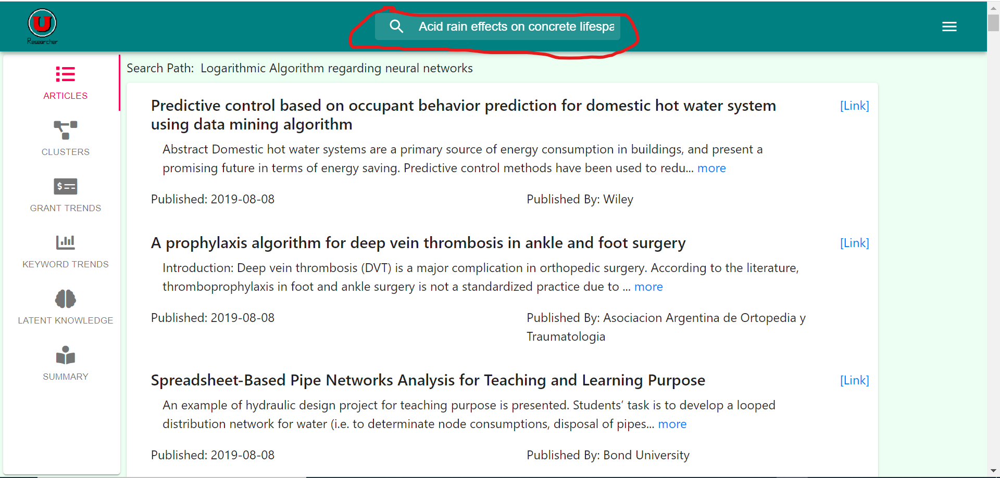 U
Researcher
Acid rain effects on concrete lifespa
Search Path: Logarithmic Algorithm regarding neural networks
ARTICLES
CLUSTERS
$
GRANT TRENDS
KEYWORD TRENDS
LATENT KNOWLEDGE
SUMMARY
Predictive control based on occupant behavior prediction for domestic hot water system
using data mining algorithm
[Link]
Abstract Domestic hot water systems are a primary source of energy consumption in buildings, and present a
promising future in terms of energy saving. Predictive control methods have been used to redu... more
Published: 2019-08-08
Published By: Wiley
A prophylaxis algorithm for deep vein thrombosis in ankle and foot surgery
[Link]
Introduction: Deep vein thrombosis (DVT) is a major complication in orthopedic surgery. According to the literature,
thromboprophylaxis in foot and ankle surgery is not a standardized practice due to ... more
Published: 2019-08-08
Published By: Asociacion Argentina de Ortopedia y
Traumatologia
Spreadsheet-Based Pipe Networks Analysis for Teaching and Learning Purpose
[Link]
An example of hydraulic design project for teaching purpose is presented. Students’ task is to develop a looped
distribution network for water (i.e. to determinate node consumptions, disposal of pipes... more
Published: 2019-08-08
Published By: Bond University